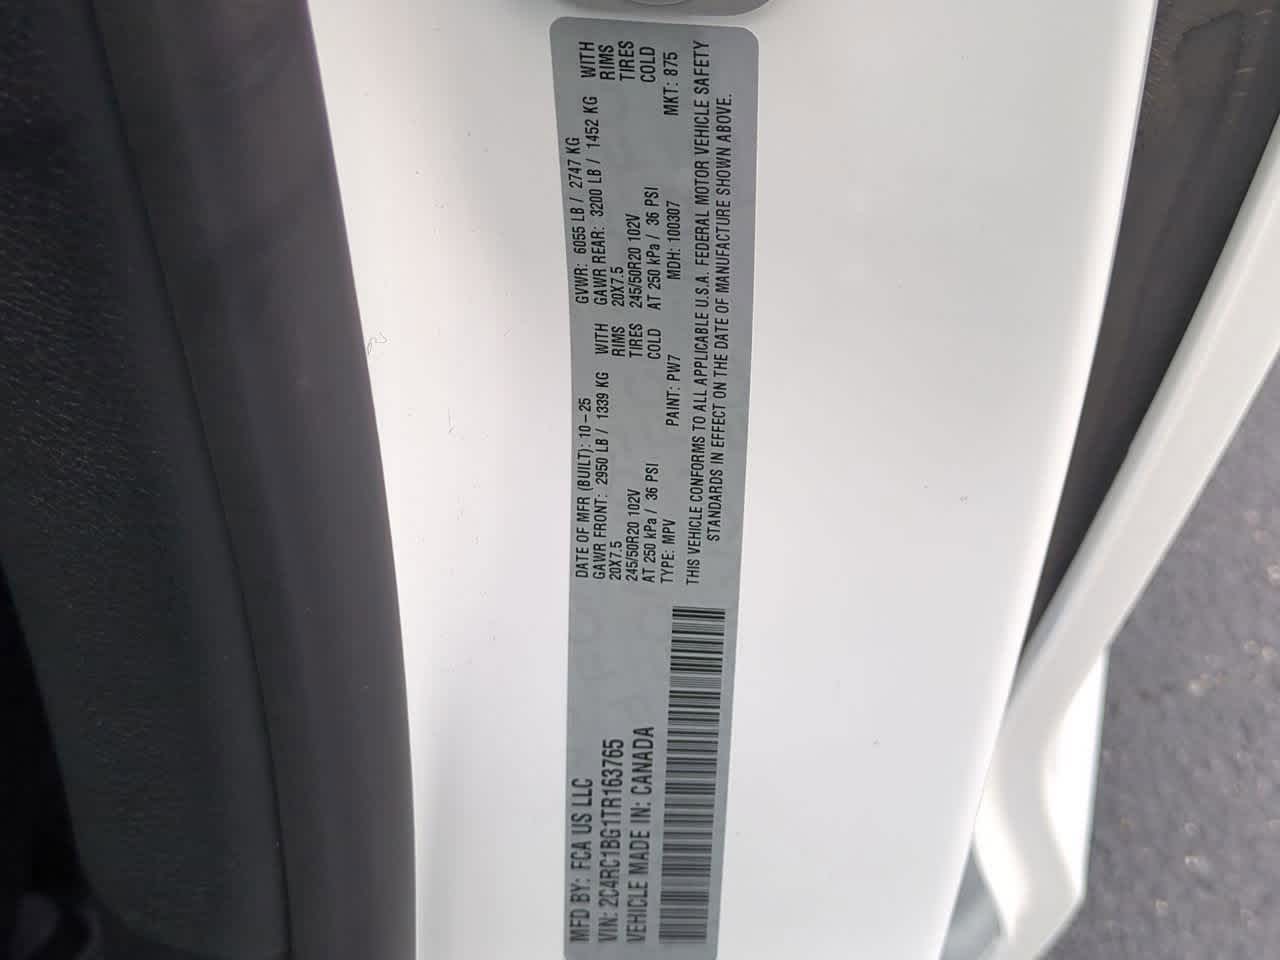 MFD BY: FCA US LLC
VIN: 2C4RC1BG1TR163765
VEHICLE MADE IN: CANADA
DATE OF MFR (BUILT): 10-25 GVWR: 6055 LB / 2747 KG
GAWR FRONT: 2950 LB / 1339 KG WITH GAWR REAR: 3200 LB / 1452 KG WITH
20X7.5 RIMS 20X7.5 RIMS
245/50R20 102V TIRES 245/50R20 102V TIRES
AT 250 kPa / 36 PSI COLD AT 250 kPa / 36 PSI COLD
TYPE: MPV PAINT: PW7 MDH: 100307 MKT: 875
THIS VEHICLE CONFORMS TO ALL APPLICABLE U.S.A. FEDERAL MOTOR VEHICLE SAFETY
STANDARDS IN EFFECT ON THE DATE OF MANUFACTURE SHOWN ABOVE.